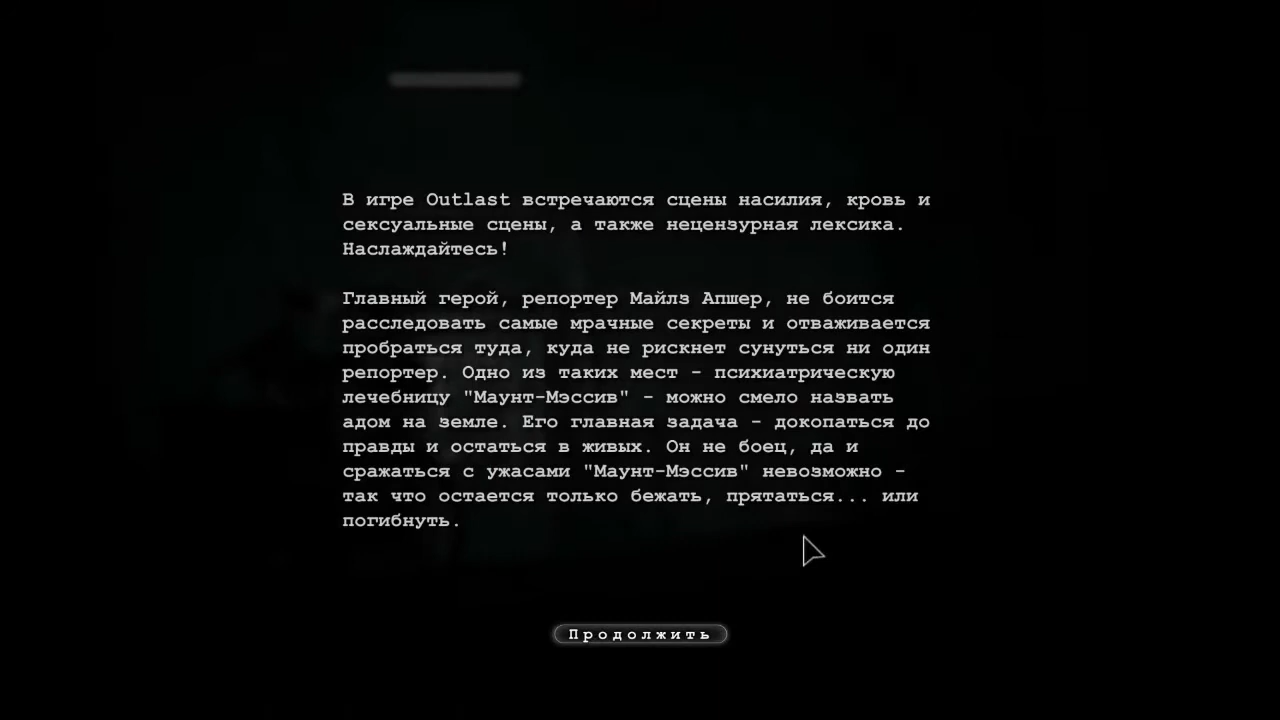 В игре Outlast встречаются сцены насилия, кровь и
сексуальные сцены, а также нецензурная лексика.
Наслаждайтесь!
Главный герой, репортер Майлз Апшер, не боится
расследовать самые мрачные секреты и отваживается
пробраться туда, куда не рискнет сунуться ни один
репортер. Одно из таких мест - психиатрическую
лечебницу "Маунт-Мэссив" - можно смело назвать
адом на земле. Его главная задача - докопаться до
правды и остаться в живых. Он не боец, да и
сражаться с ужасами "Маунт-Мэссив" невозможно -
так что остается только бежать, прятаться... или
погибнуть.
Продолжить